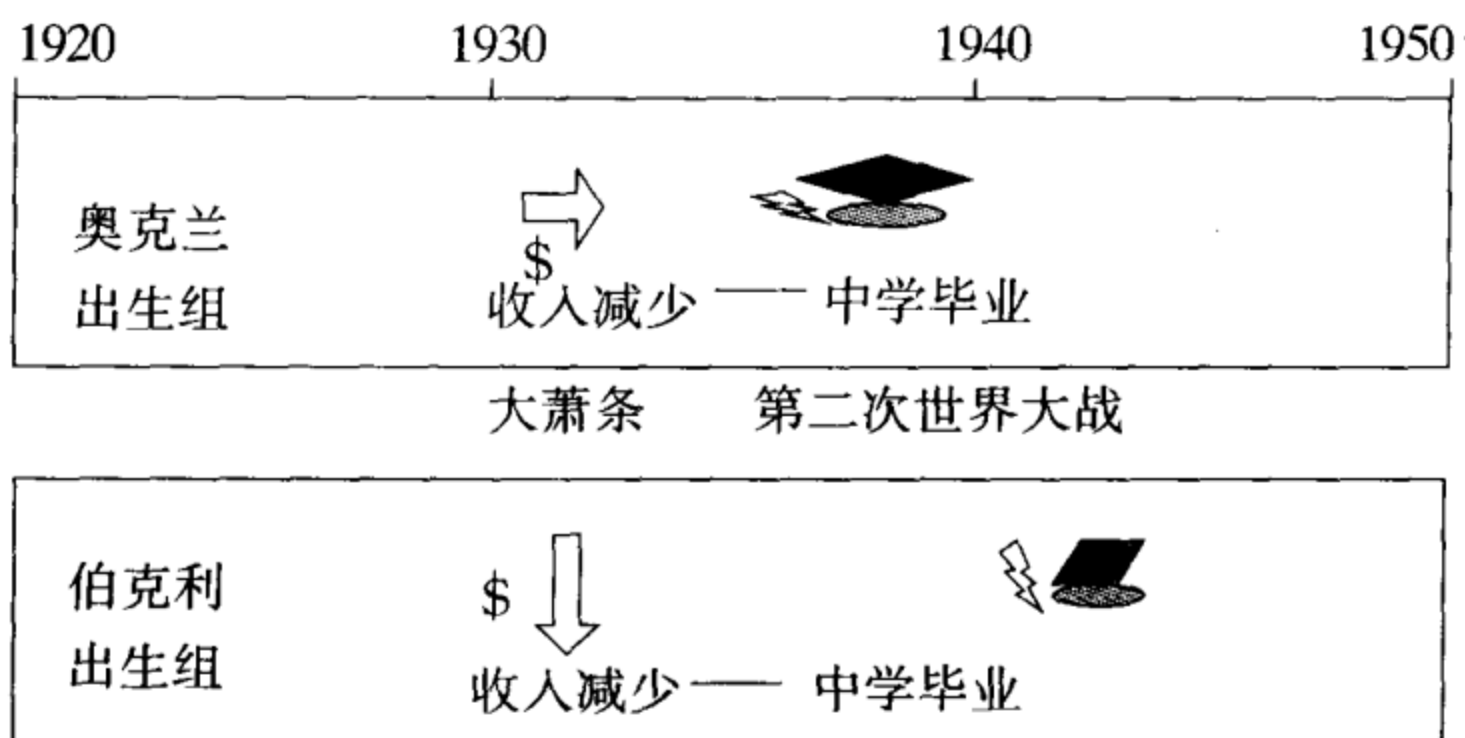 1920 1930 1940 1950
奥克兰
出生组
$
收入减少 —— 中学毕业
大萧条 第二次世界大战
伯克利
出生组
$
收入减少 —— 中学毕业